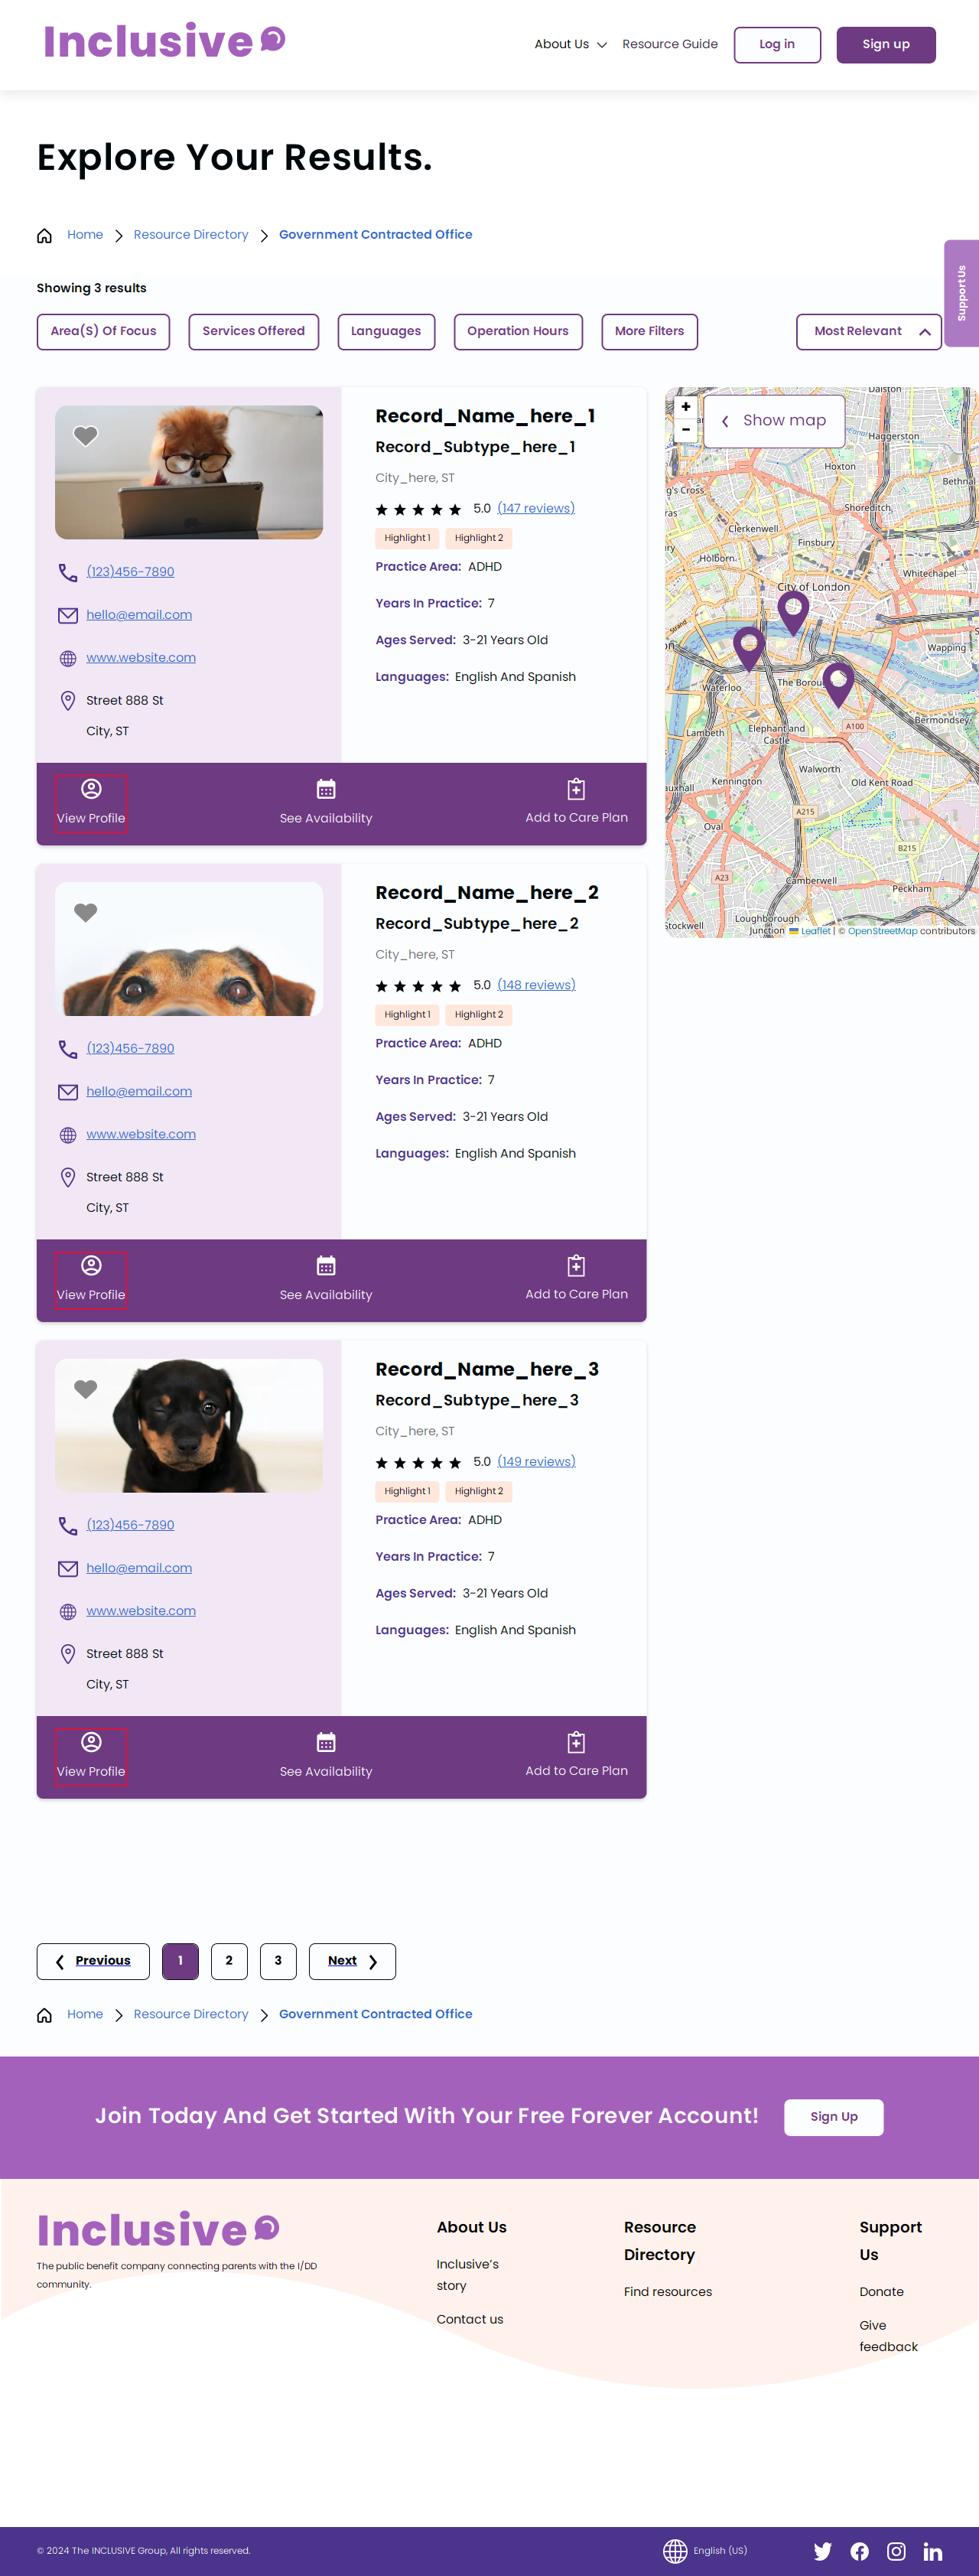 Inclusive
About Us
Resource Guide
Log in
Sign up
Explore Your Results.
Home
Resource Directory
Government Contracted Office
Support Us
Showing 3 results
Area(S) Of Focus
Services Offered
Languages
Operation Hours
More Filters
Most Relevant
Record_Name_here_1
Record_Subtype_here_1
City_here, ST
5.0 (147 reviews)
Highlight 1 Highlight 2
Practice Area: ADHD
Years In Practice: 7
Ages Served: 3-21 Years Old
Languages: English And Spanish
(123)456-7890
hello@email.com
www.website.com
Street 888 St
City, ST
View Profile
See Availability
Add to Care Plan
+
-
Show map
Dalston
Haggerston
Hoxton
Bethnal
g's Cross
Shoreditch
ras
Clerkenwell
Finsbury
Holborn
Whitechapel
City of London
Strand
Wapping
Waterloo
The Borou
Bermondsey
A100
Lambeth
Elephant and
Castle
Walworth
Kennington
Old Kent Road
auxhall
A215
Oval
B215
A23
Camberwell
Peckham
Loughborough
Junction
Stockwell
Leaflet | © OpenStreetMap contributors
Record_Name_here_2
Record_Subtype_here_2
City_here, ST
5.0 (148 reviews)
Highlight 1 Highlight 2
Practice Area: ADHD
Years In Practice: 7
Ages Served: 3-21 Years Old
Languages: English And Spanish
(123)456-7890
hello@email.com
www.website.com
Street 888 St
City, ST
View Profile
See Availability
Add to Care Plan
Record_Name_here_3
Record_Subtype_here_3
City_here, ST
5.0 (149 reviews)
Highlight 1 Highlight 2
Practice Area: ADHD
Years In Practice: 7
Ages Served: 3-21 Years Old
Languages: English And Spanish
(123)456-7890
hello@email.com
www.website.com
Street 888 St
City, ST
View Profile
See Availability
Add to Care Plan
Previous
1
2
3
Next
Home
Resource Directory
Government Contracted Office
Join Today And Get Started With Your Free Forever Account!
Sign Up
Inclusive
The public benefit company connecting parents with the I/DD
community.
About Us
Inclusive's
story
Contact us
Resource
Directory
Find resources
Support
Us
Donate
Give
feedback
© 2024 The INCLUSIVE Group, All rights reserved.
English (US)